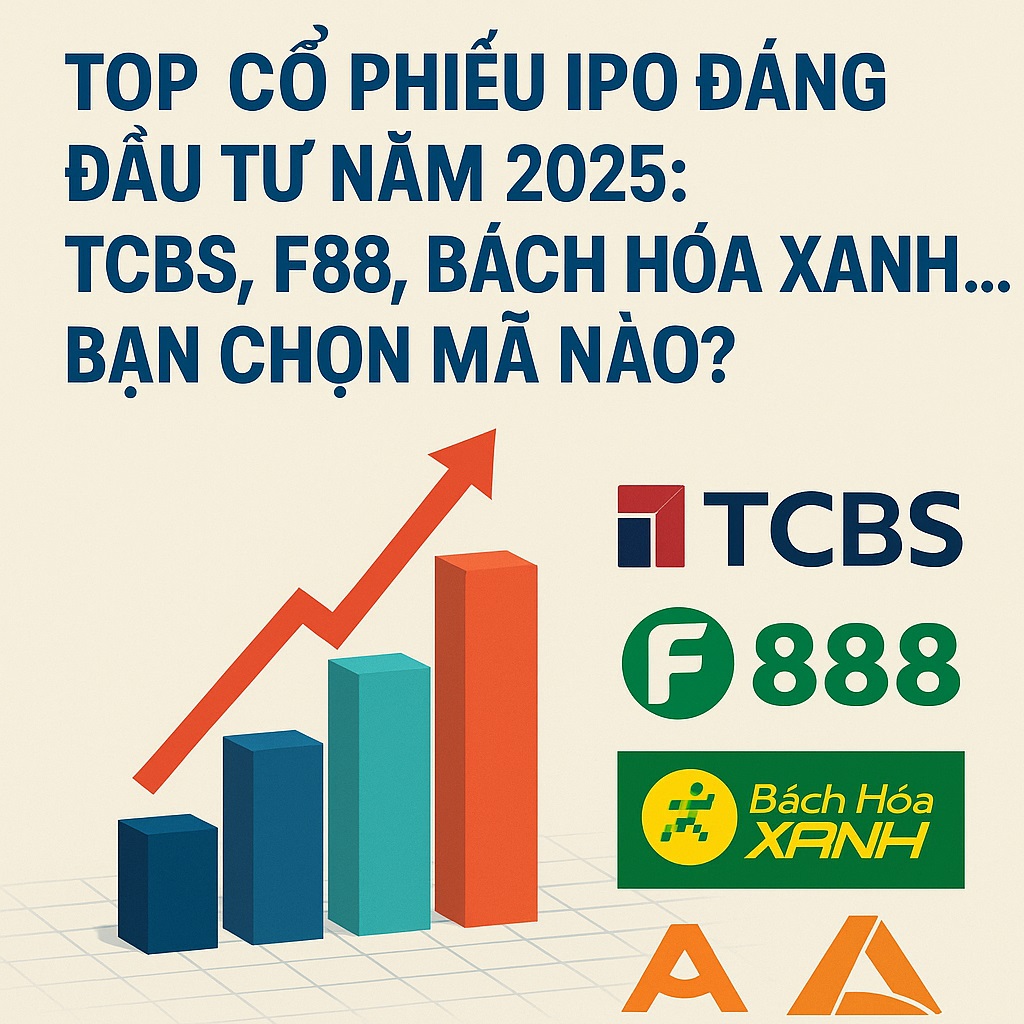 TOP CỔ PHIẾU IPO ĐÁNG
ĐẦU TƯ NĂM 2025:
TCBS, F88, BÁCH HÓA XANH...
BẠN CHỌN MÃ NÀO?
TCBS
F 888
Bách Hóa
XANH
A